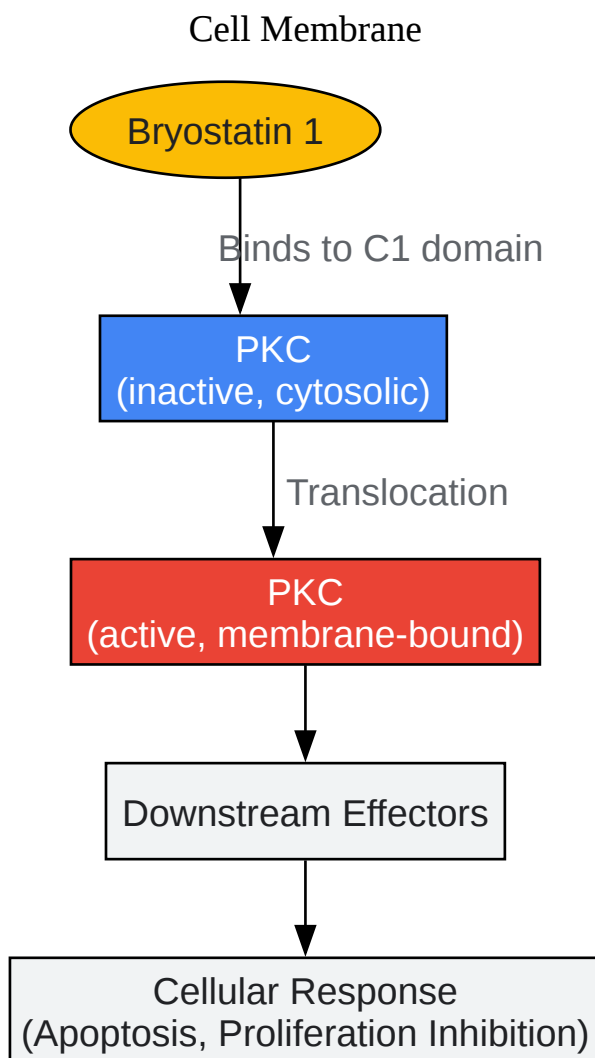 Cell Membrane
Bryostatin 1
Binds to C1 domain
PKC
(inactive, cytosolic)
Translocation
PKC
(active, membrane-bound)
Downstream Effectors
Cellular Response
(Apoptosis, Proliferation Inhibition)